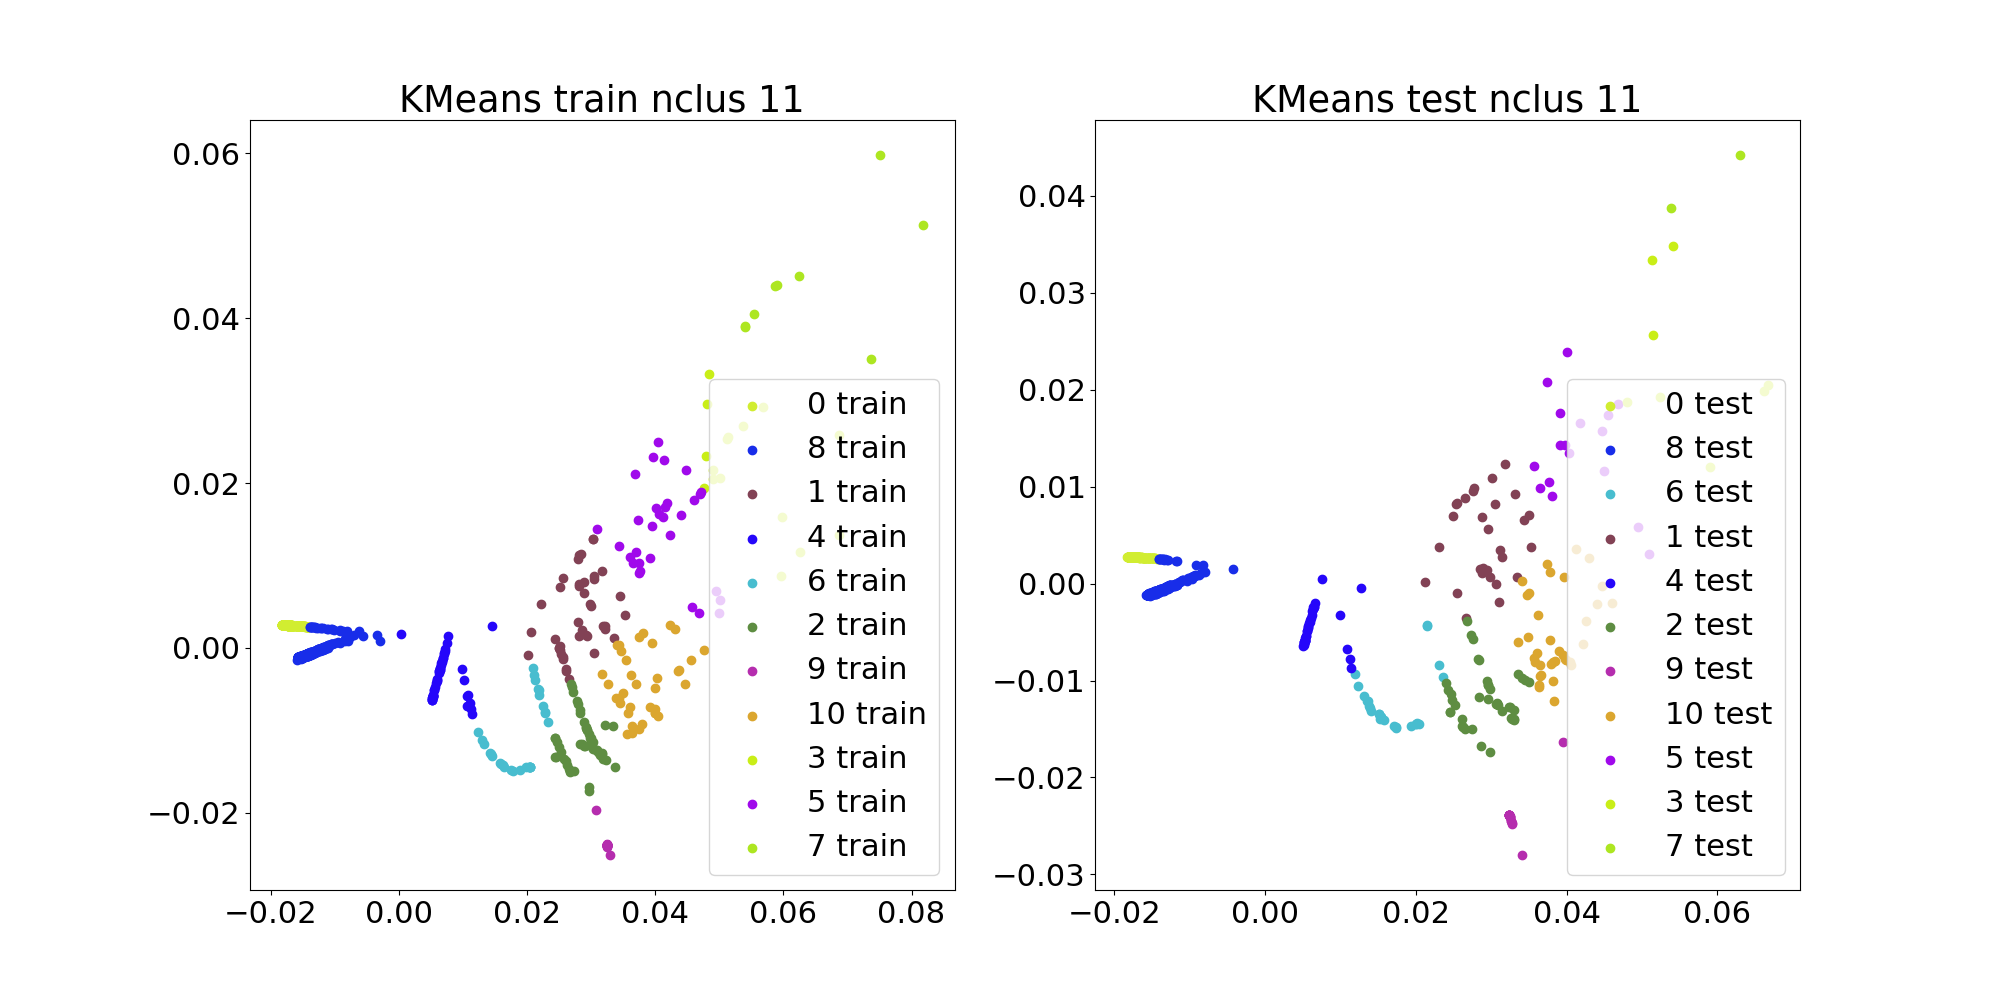 KMeans train nclus 11
0.06
0.04
0.02
0.00
−0.02
−0.02 0.00 0.02 0.04 0.06 0.08
0 train
8 train
1 train
4 train
6 train
2 train
9 train
10 train
3 train
5 train
7 train
KMeans test nclus 11
0.04
0.03
0.02
0.01
0.00
−0.01
−0.02
−0.03
−0.02 0.00 0.02 0.04 0.06
0 test
8 test
6 test
1 test
4 test
2 test
9 test
10 test
5 test
3 test
7 test